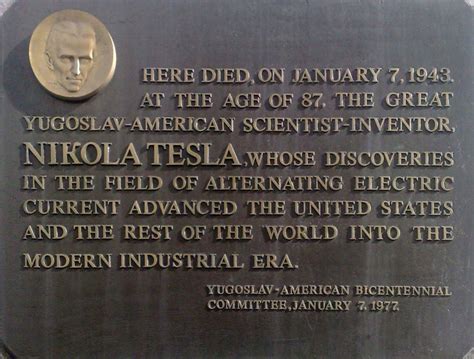 HERE DIED, ON JANUARY 7, 1943.
AT THE AGE OF 87, THE GREAT
YUGOSLAV-AMERICAN SCIENTIST-INVENTOR,
NIKOLA TESLA, WHOSE DISCOVERIES
IN THE FIELD OF ALTERNATING ELECTRIC
CURRENT ADVANCED THE UNITED STATES
AND THE REST OF THE WORLD INTO THE
MODERN INDUSTRIAL ERA.
YUGOSLAV-AMERICAN BICENTENNIAL
COMMITTEE, JANUARY 7, 1977.